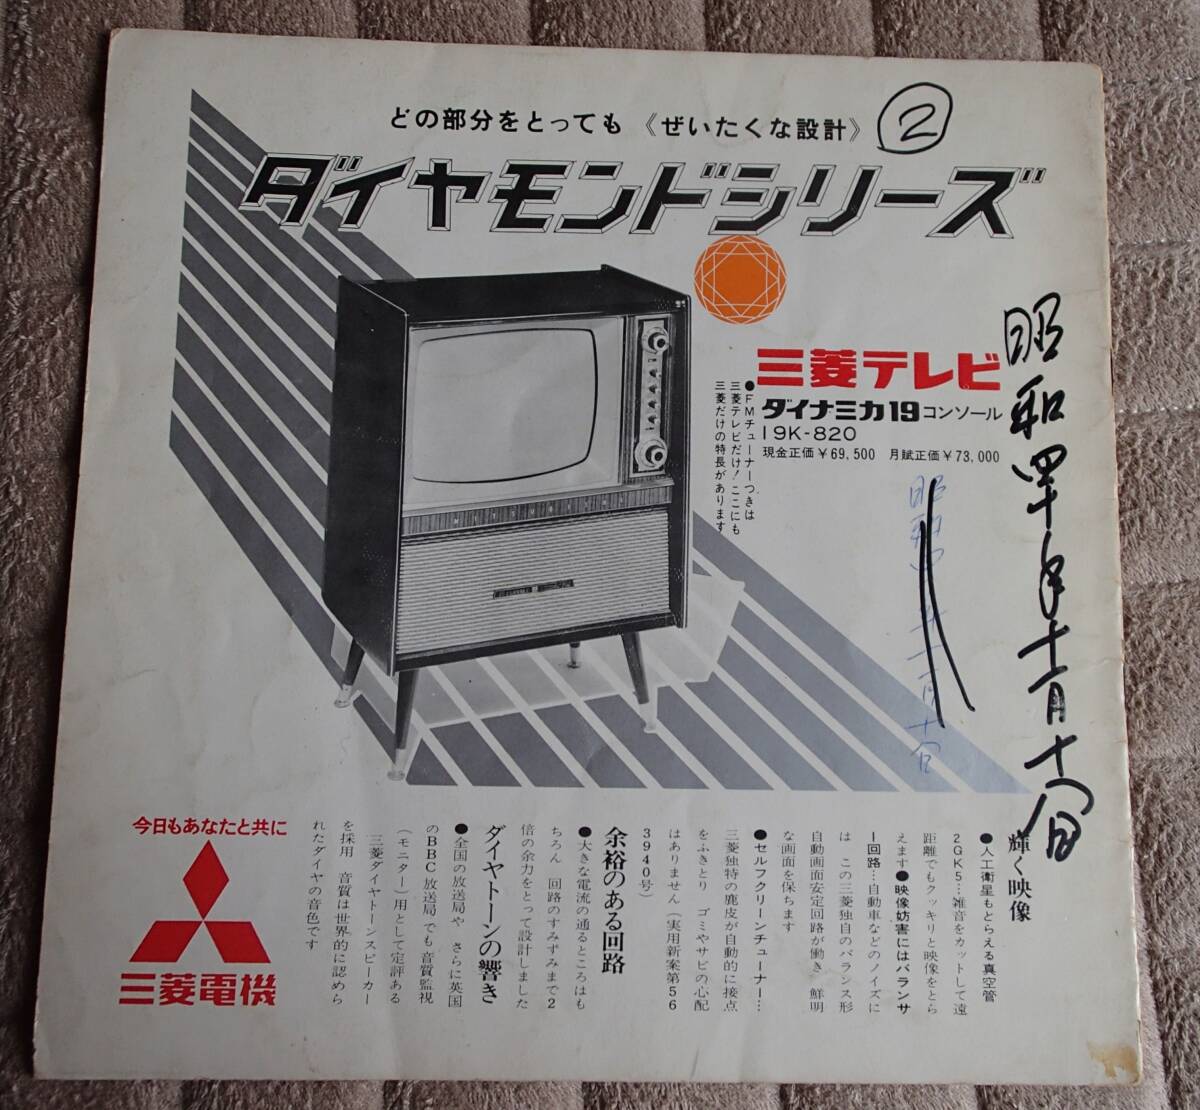 どの部分をとっても 《ぜいたくな設計》
②
ダイヤモンドシリーズ
三菱テレビ
ダイナミカ19コンソール
19K-820
現金正価￥69,500 月賦正価￥73,000
●FMチューナーつきは
三菱テレビだけ！ここにも
三菱だけの特長があります
昭和四十年十一月十八日
輝く映像
●人工衛星もとらえる真空管
2GK5…雑音をカットして遠
距離でもクッキリと映像をとら
えます●映像妨害にはバランサ
ー回路…自動車などのノイズに
は この三菱独自のバランス形
自動画面安定回路が働き 鮮明
な画面を保ちます
●セルフクリーンチューナー…
三菱独特の鹿皮が自動的に接点
をふきとり ゴミやサビの心配
はありません（実用新案第56
3940号）
余裕のある回路
●大きな電流の通るところはも
ちろん 回路のすみずみまで2
倍の余力をとって設計しました
ダイヤトーンの響き
●全国の放送局や さらに英国
のBBC放送局でも 音質監視
（モニター）用として定評ある
三菱ダイヤトーンスピーカー
を採用 音質は世界的に認めら
れたダイヤの音色です
今日もあなたと共に
三菱電機